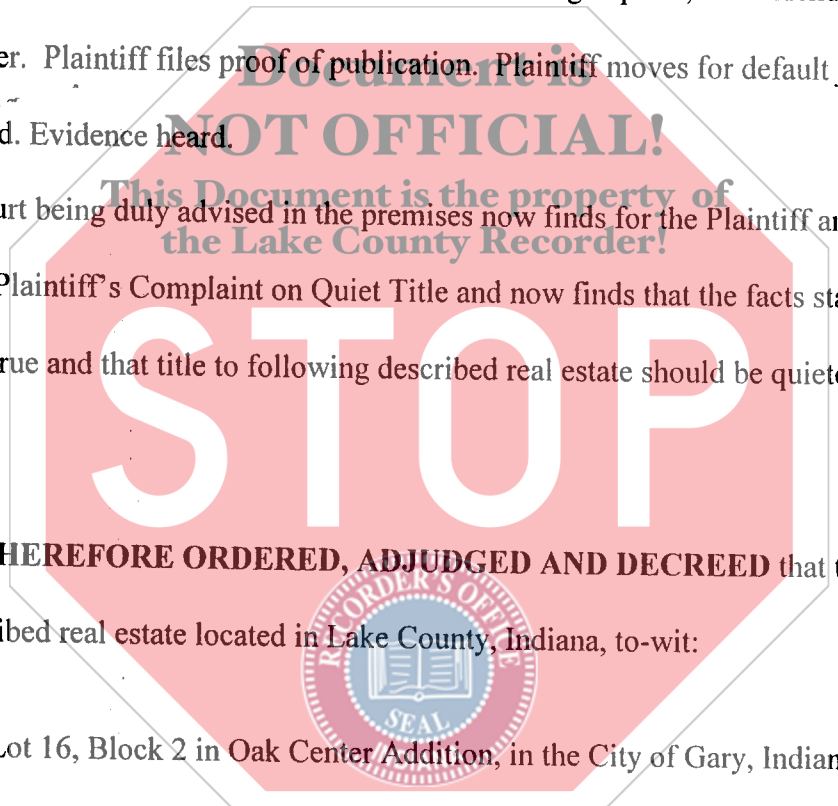 er. Plaintiff files proof of publication. Plaintiff moves for default
Document is
d. Evidence heard.
NOT OFFICIAL!
This Document is the property of
urt being duly advised in the premises now finds for the Plaintiff
the Lake County Recorder!
Plaintiff's Complaint on Quiet Title and now finds that the facts
rue and that title to following described real estate should be
STOP
HEREFORE ORDERED, ADJUDGED AND DECREED that
RECORDER'S OFFICE
ibed real estate located in Lake County, Indiana, to-wit:
SEAL
Lot 16, Block 2 in Oak Center Addition, in the City of Gary, Indian